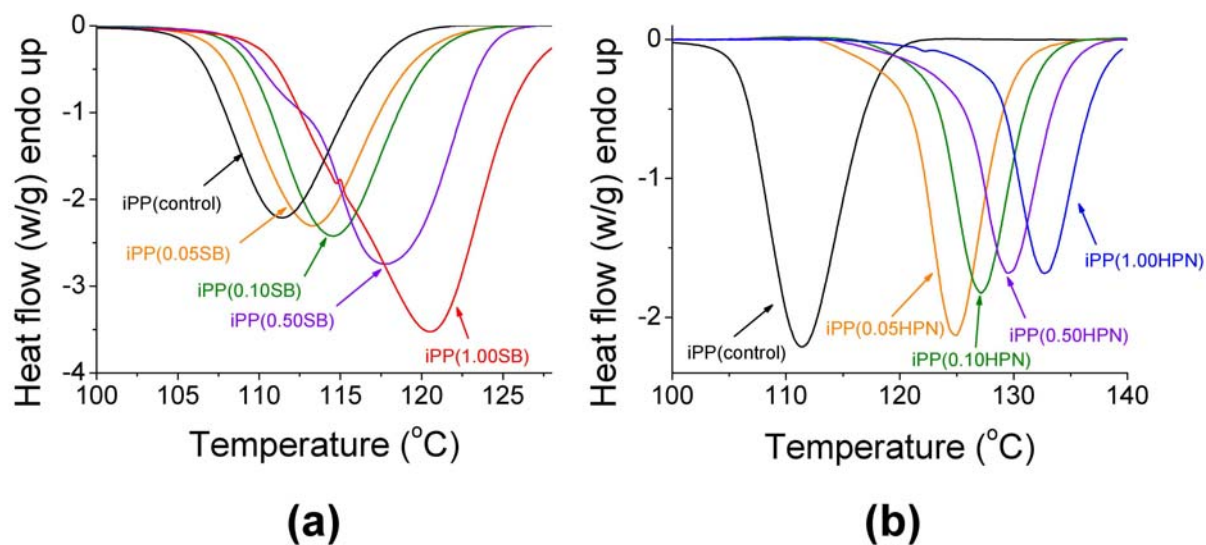 0
-1
-2
-3
-4
100
105
110
115
120
125
Heat flow (w/g) endo up
Temperature (°C)
iPP(control)
iPP(0.05SB)
iPP(0.10SB)
iPP(0.50SB)
iPP(1.00SB)
(a)
0
-1
-2
100
110
120
130
140
Heat flow (w/g) endo up
Temperature (°C)
iPP(control)
iPP(0.05HPN)
iPP(0.10HPN)
iPP(0.50HPN)
iPP(1.00HPN)
(b)